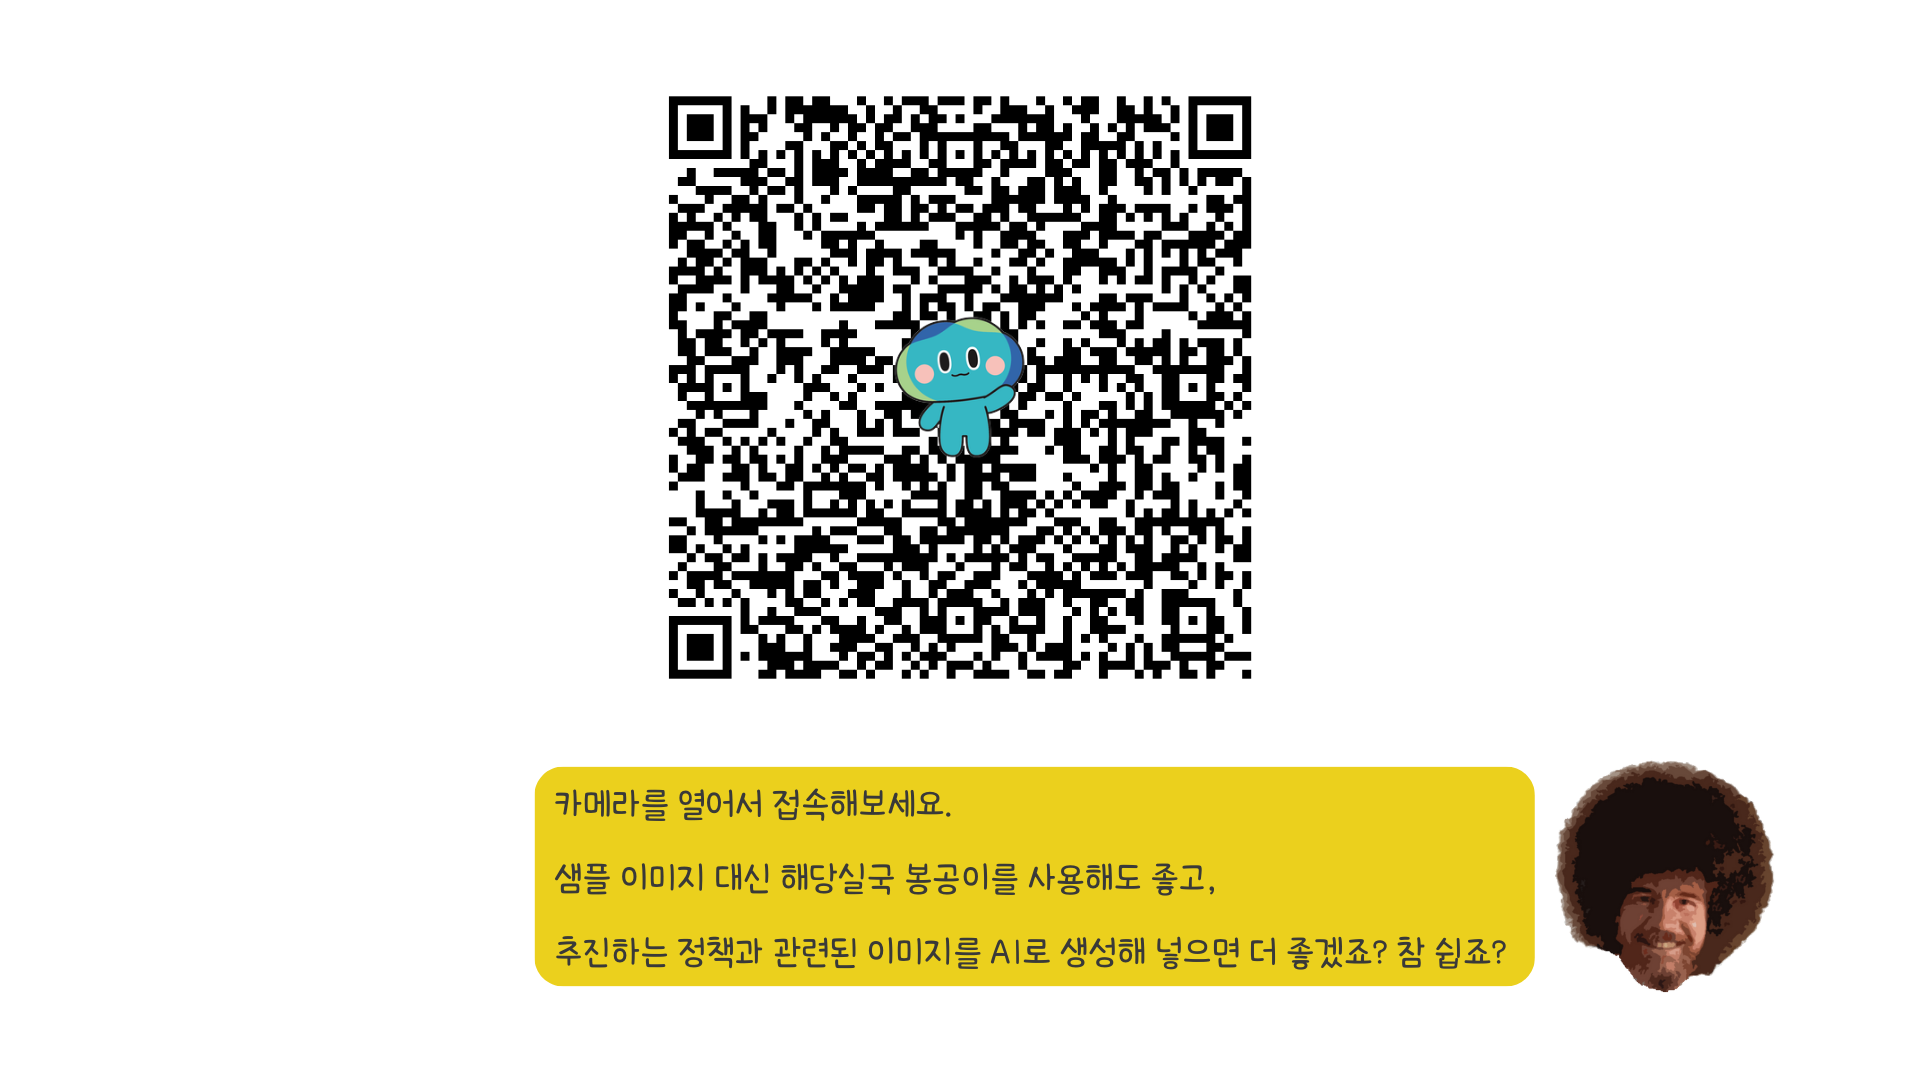 카메라를 열어서 접속해보세요.
샘플 이미지 대신 해당실국 봉공이를 사용해도 좋고,
추진하는 정책과 관련된 이미지를 AI로 생성해 넣으면 더 좋겠죠? 참 쉽죠?